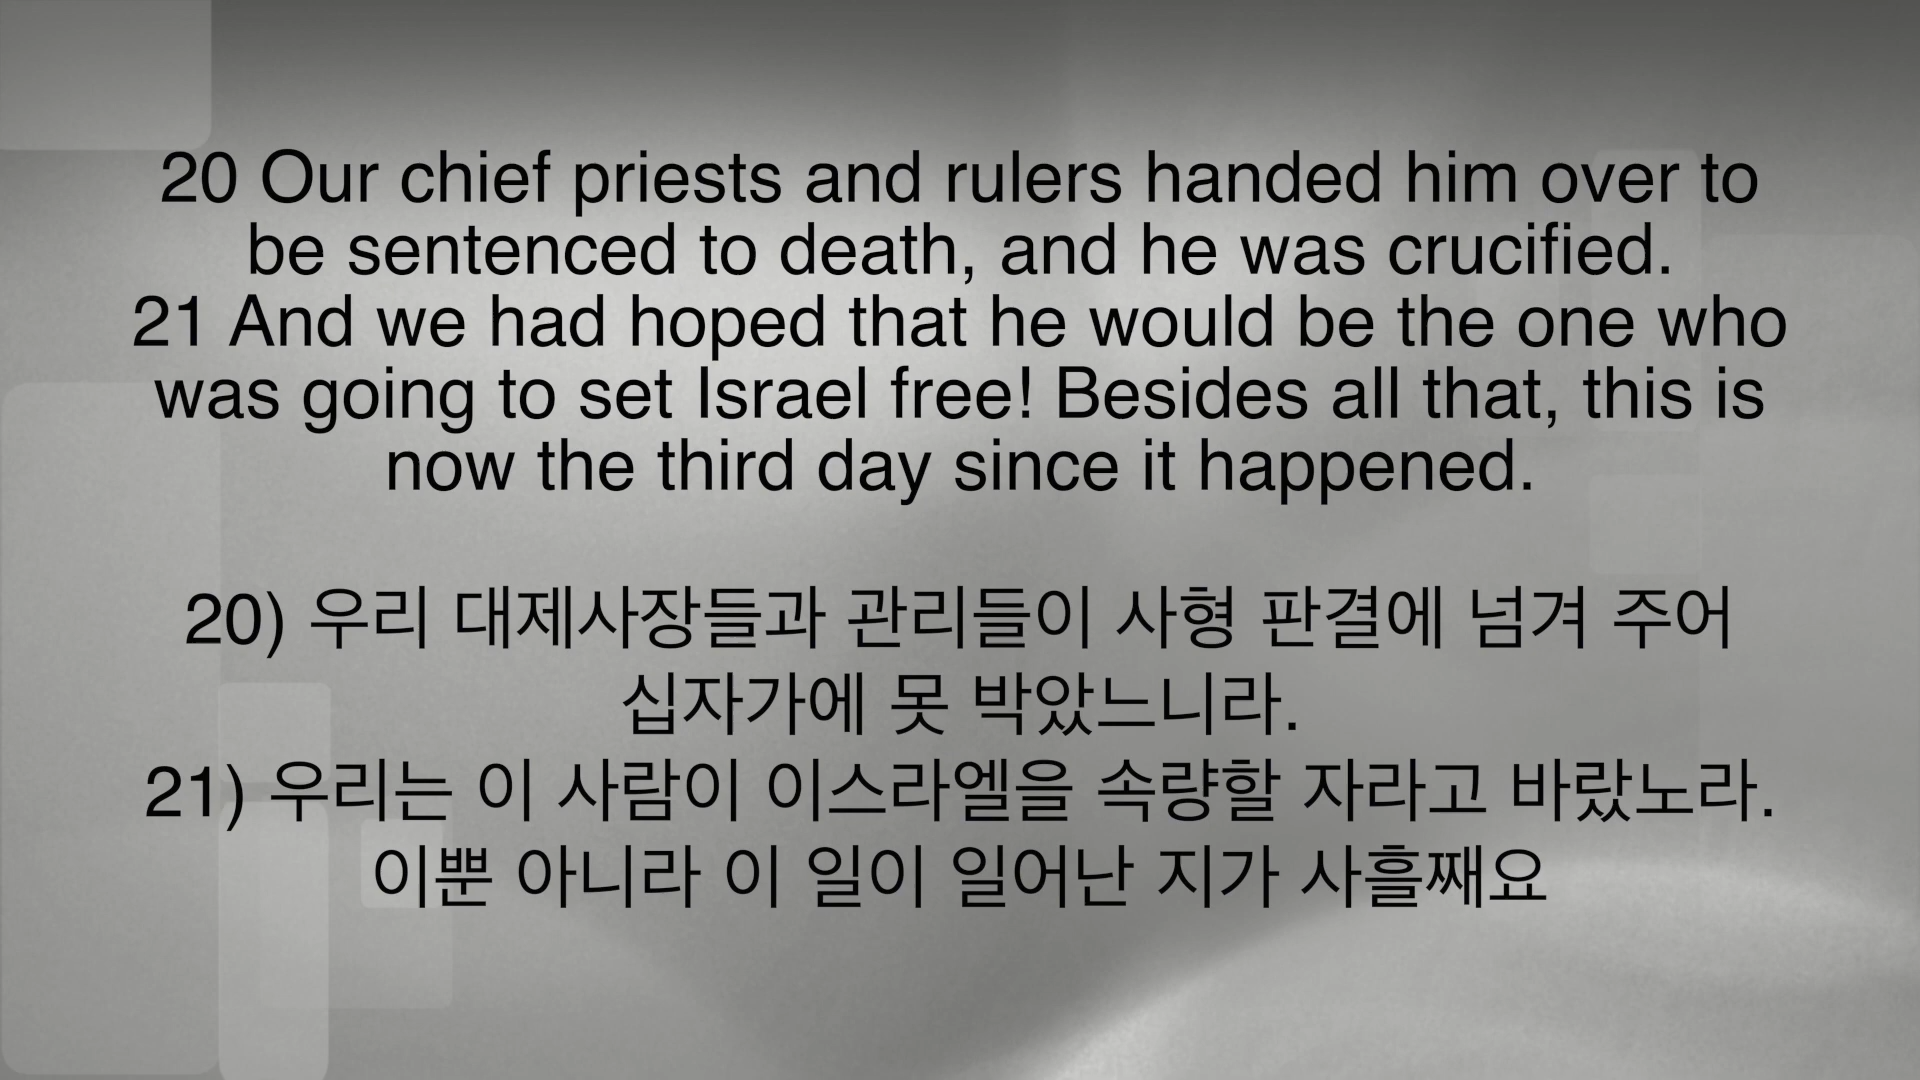 20 Our chief priests and rulers handed him over to
be sentenced to death, and he was crucified.
21 And we had hoped that he would be the one who
was going to set Israel free! Besides all that, this is
now the third day since it happened.
20) 우리 대제사장들과 관리들이 사형 판결에 넘겨 주어
십자가에 못 박았느니라.
21) 우리는 이 사람이 이스라엘을 속량할 자라고 바랐노라.
이뿐 아니라 이 일이 일어난 지가 사흘째요